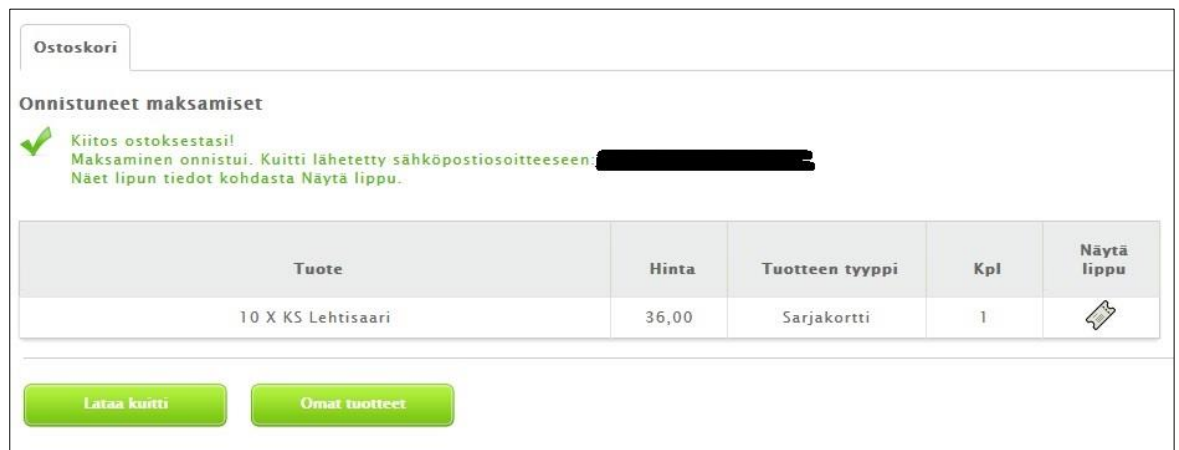 Ostoskori
Onnistuneet maksamiset
Kiitos ostoksestasi!
Maksaminen onnistui. Kuitti lähetetty sähköpostiosoitteeseen:
Näet lipun tiedot kohdasta Näytä lippu.
Tuote Hinta Tuotteen tyyppi Kpl Näytä lippu
10 X KS Lehtisaari 36,00 Sarjakortti 1
Lataa kuitti Omat tuotteet